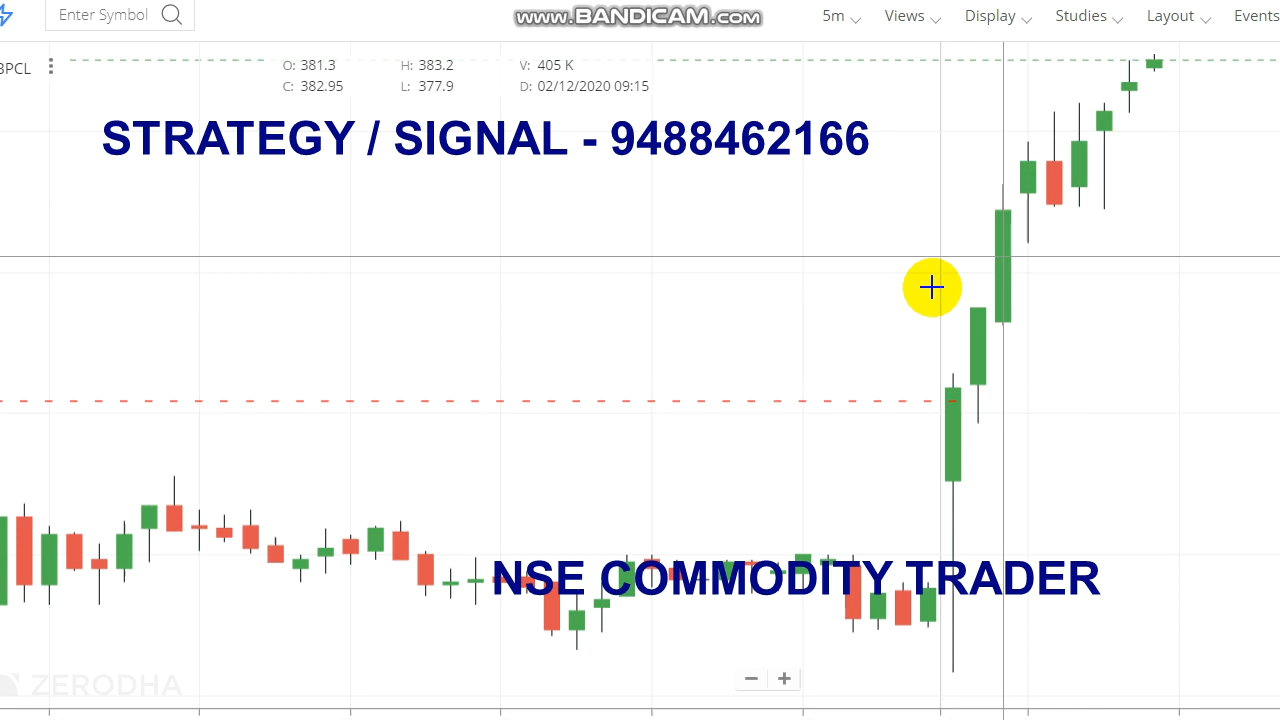 Enter Symbol
www.BANDICAM.com
5m Views Display Studies Layout Events
BPCL
O: 381.3 H: 383.2 V: 405 K
C: 382.95 L: 377.9 D: 02/12/2020 09:15
STRATEGY / SIGNAL - 9488462166
NSE COMMODITY TRADER
ZERODHA